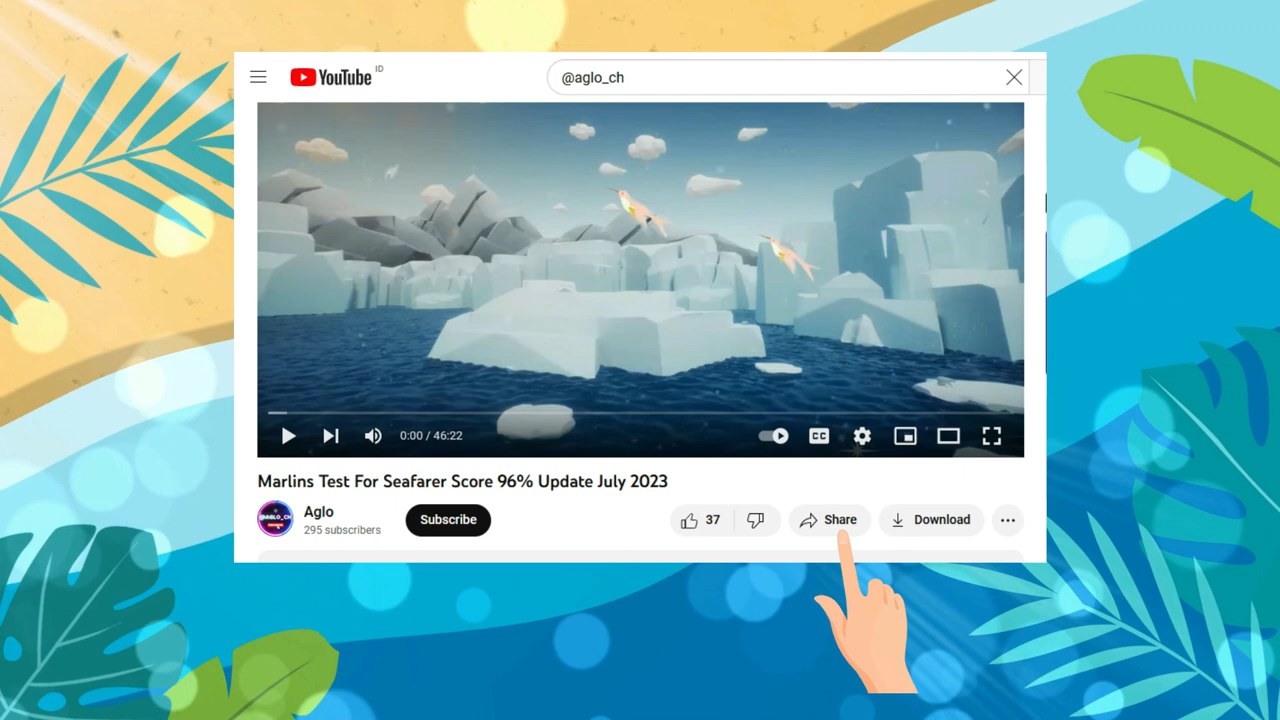 YouTube ID
@aglo_ch
0:00 / 46:22
CC
Marlins Test For Seafarer Score 96% Update July 2023
@AGLO_CH
Aglo
295 subscribers
Subscribe
37
Share
Download